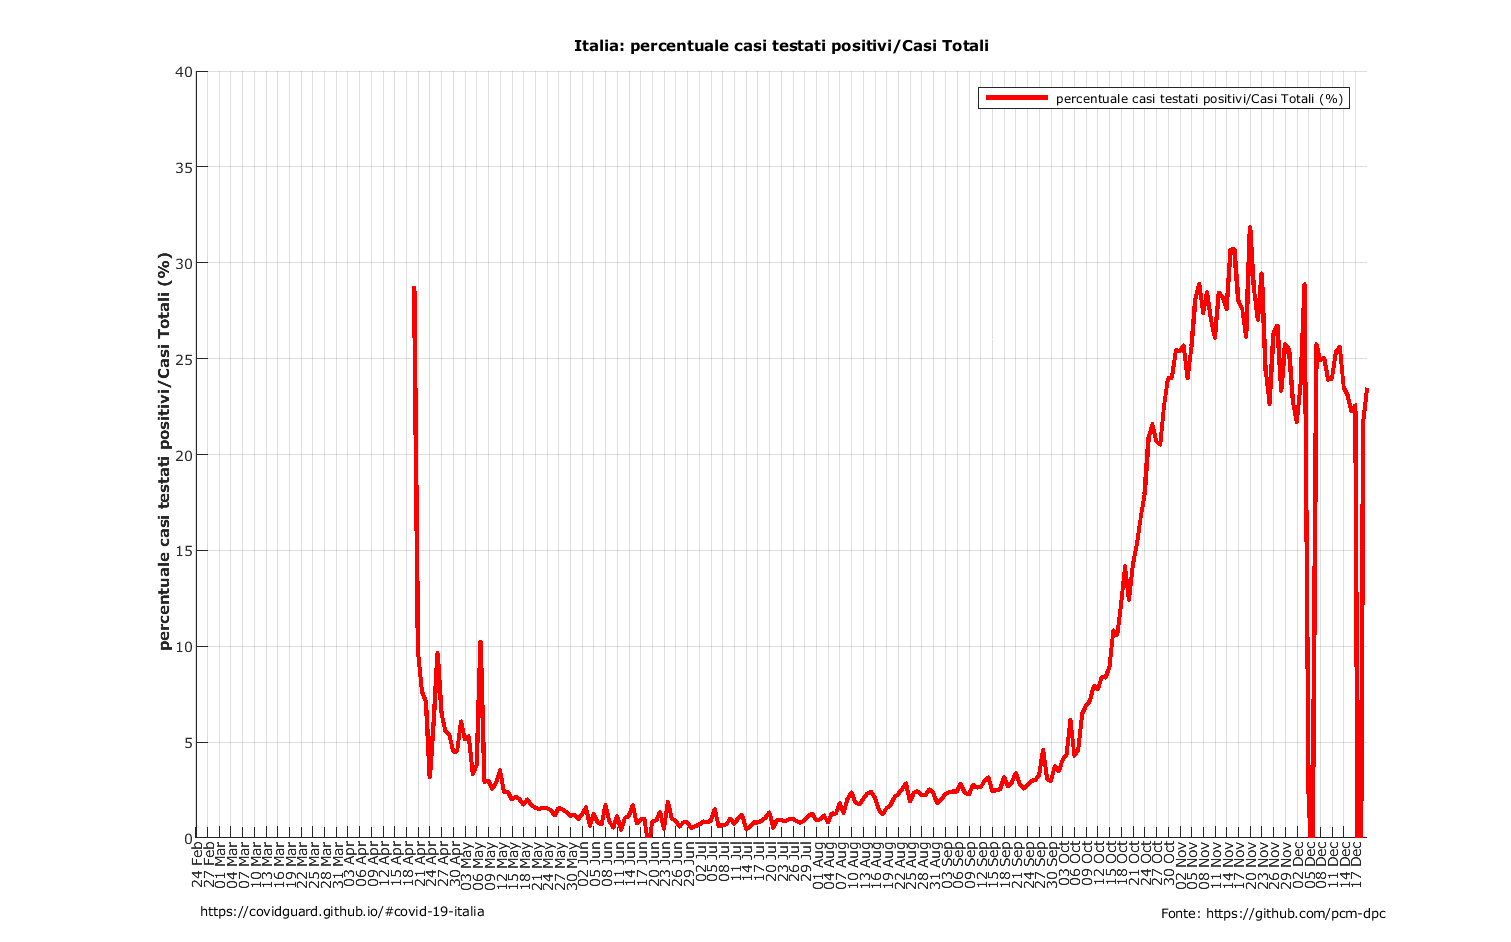 Italia: percentuale casi testati positivi/Casi Totali
percentuale casi testati positivi/Casi Totali (%)
percentuale casi testati positivi/Casi Totali (%)
40
35
30
25
20
15
10
5
0
24 Feb
27 Feb
01 Mar
04 Mar
07 Mar
10 Mar
13 Mar
16 Mar
19 Mar
22 Mar
25 Mar
28 Mar
31 Mar
03 Apr
06 Apr
09 Apr
12 Apr
15 Apr
18 Apr
21 Apr
24 Apr
27 Apr
30 Apr
03 May
06 May
09 May
12 May
15 May
18 May
21 May
24 May
27 May
30 May
02 Jun
05 Jun
08 Jun
11 Jun
14 Jun
17 Jun
20 Jun
23 Jun
26 Jun
29 Jun
02 Jul
05 Jul
08 Jul
11 Jul
14 Jul
17 Jul
20 Jul
23 Jul
26 Jul
29 Jul
01 Aug
04 Aug
07 Aug
10 Aug
13 Aug
16 Aug
19 Aug
22 Aug
25 Aug
28 Aug
31 Aug
03 Sep
06 Sep
09 Sep
12 Sep
15 Sep
18 Sep
21 Sep
24 Sep
27 Sep
30 Sep
03 Oct
06 Oct
09 Oct
12 Oct
15 Oct
18 Oct
21 Oct
24 Oct
27 Oct
30 Oct
02 Nov
05 Nov
08 Nov
11 Nov
14 Nov
17 Nov
20 Nov
23 Nov
26 Nov
29 Nov
02 Dec
05 Dec
08 Dec
11 Dec
14 Dec
17 Dec
https://covidguard.github.io/#covid-19-italia
Fonte: https://github.com/pcm-dpc